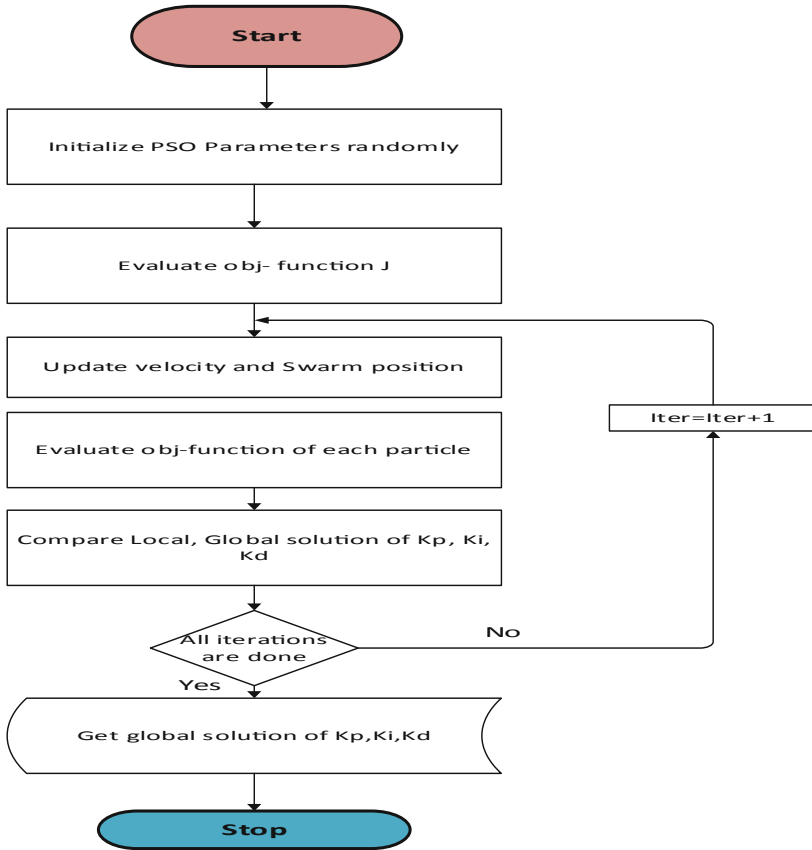 Start
Initialize PSO Parameters randomly
Evaluate obj- function J
Update velocity and Swarm position
Iter=Iter+1
Evaluate obj-function of each particle
Compare Local, Global solution of Kp, Ki,
Kd
All iterations
are done
No
Yes
Get global solution of Kp,Ki,Kd
Stop